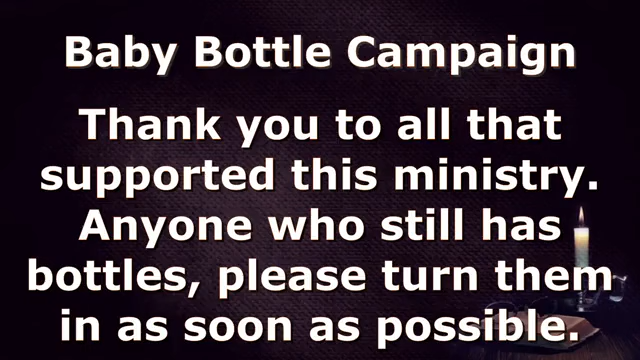 Baby Bottle Campaign
Thank you to all that
supported this ministry.
Anyone who still has
bottles, please turn them
in as soon as possible.